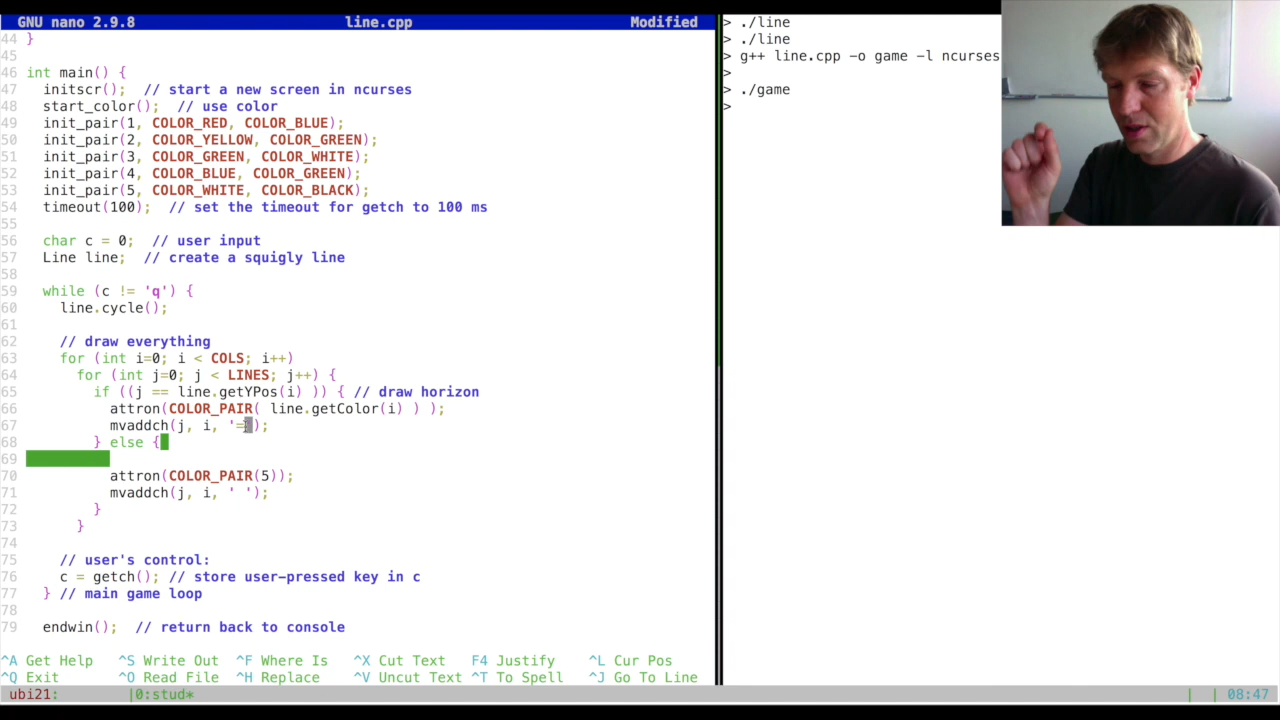 GNU nano 2.9.8 line.cpp Modified
44 }
45
46 int main() {
47 initscr(); // start a new screen in ncurses
48 start_color(); // use color
49 init_pair(1, COLOR_RED, COLOR_BLUE);
50 init_pair(2, COLOR_YELLOW, COLOR_GREEN);
51 init_pair(3, COLOR_GREEN, COLOR_WHITE);
52 init_pair(4, COLOR_BLUE, COLOR_GREEN);
53 init_pair(5, COLOR_WHITE, COLOR_BLACK);
54 timeout(100); // set the timeout for getch to 100 ms
55
56 char c = 0; // user input
57 Line line; // create a squigly line
58
59 while (c != 'q') {
60 line.cycle();
61
62 // draw everything
63 for (int i=0; i < COLS; i++)
64 for (int j=0; j < LINES; j++) {
65 if ((j == line.getYPos(i) )) { // draw horizon
66 attron(COLOR_PAIR( line.getColor(i) ) );
67 mvaddch(j, i, '=');
68 } else {
69
70 attron(COLOR_PAIR(5));
71 mvaddch(j, i, ' ');
72 }
73 }
74
75 // user's control:
76 c = getch(); // store user-pressed key in c
77 } // main game loop
78
79 endwin(); // return back to console
^A Get Help ^S Write Out ^F Where Is ^X Cut Text F4 Justify ^L Cur Pos
^Q Exit ^O Read File ^H Replace ^V Uncut Text ^T To Spell ^J Go To Line
ubi21: |0:stud* | | 08:47
> ./line
> ./line
> g++ line.cpp -o game -l ncurses
>
> ./game
>